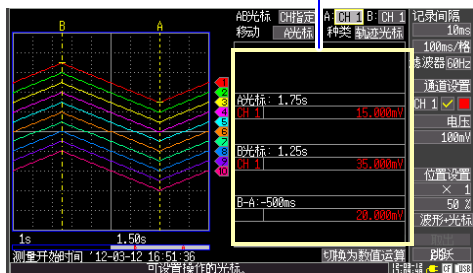 AB光标 CH指定 A: CH 1 B: CH 1 记录间隔
移动 A光标 种类 轨迹光标 10ms
100ms/格
滤波器 60Hz
B A
1
2
3
4
5
6
7
8
9
10
A光标: 1.75s
CH 1 15.000mV
B光标: 1.25s
CH 1 35.000mV
B-A:-500ms
20.000mV
通道设置
CH 1
电压
100mV
位置设置
× 1
50 %
波形+光标
1s 1.50s
测量开始时间 '12-03-12 16:51:36 切换为数值运算 跳跃
可设置操作的光标。